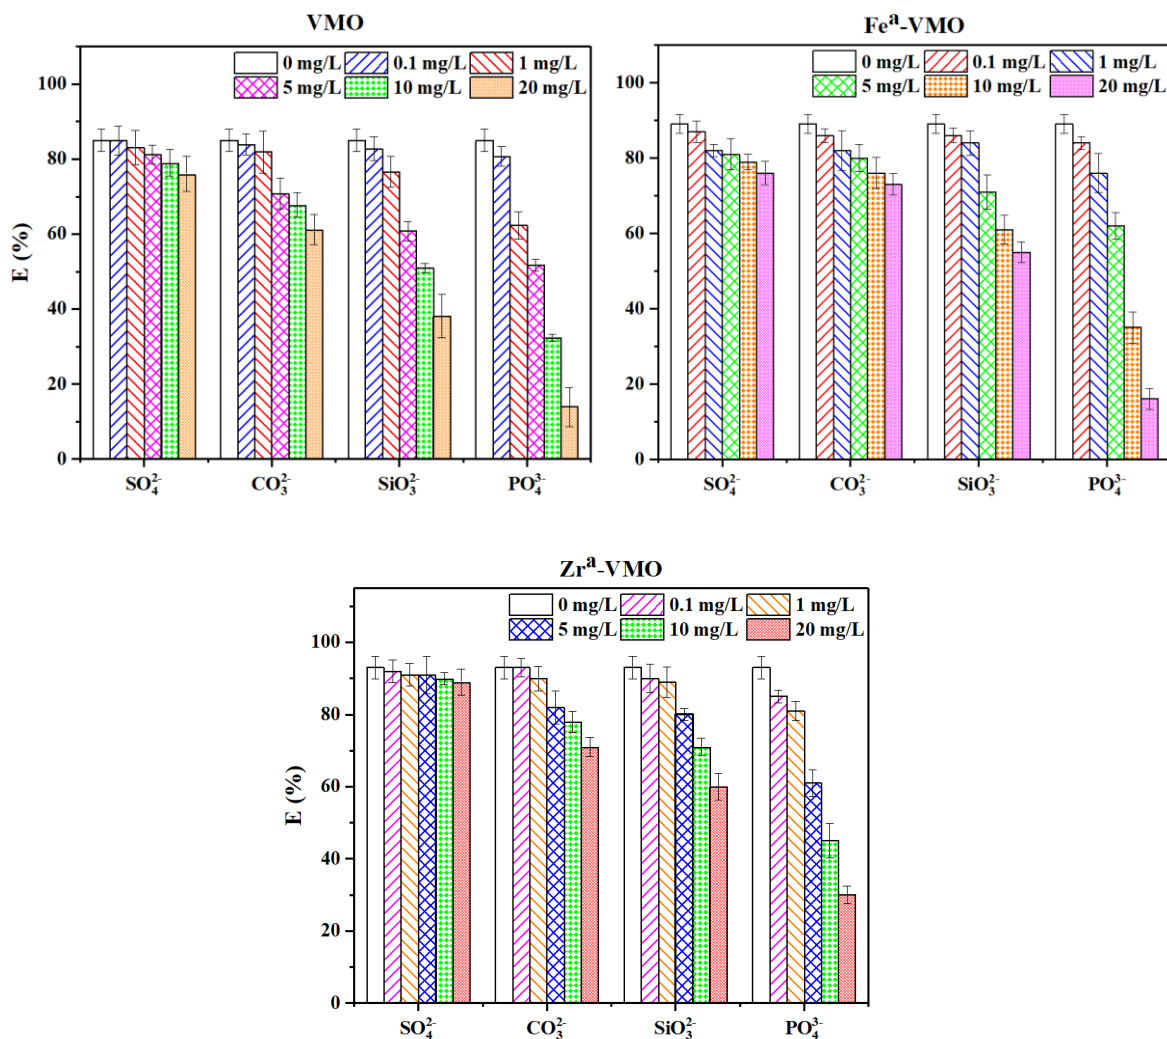 VMO
0 mg/L 0.1 mg/L 1 mg/L
5 mg/L 10 mg/L 20 mg/L
100
80
60
40
20
0
E (%)
SO₄²⁻ CO₃²⁻ SiO₃²⁻ PO₄³⁻
Feᵃ-VMO
0 mg/L 0.1 mg/L 1 mg/L
5 mg/L 10 mg/L 20 mg/L
100
80
60
40
20
0
SO₄²⁻ CO₃²⁻ SiO₃²⁻ PO₄³⁻
Zrᵃ-VMO
0 mg/L 0.1 mg/L 1 mg/L
5 mg/L 10 mg/L 20 mg/L
100
80
60
40
20
0
E (%)
SO₄²⁻ CO₃²⁻ SiO₃²⁻ PO₄³⁻